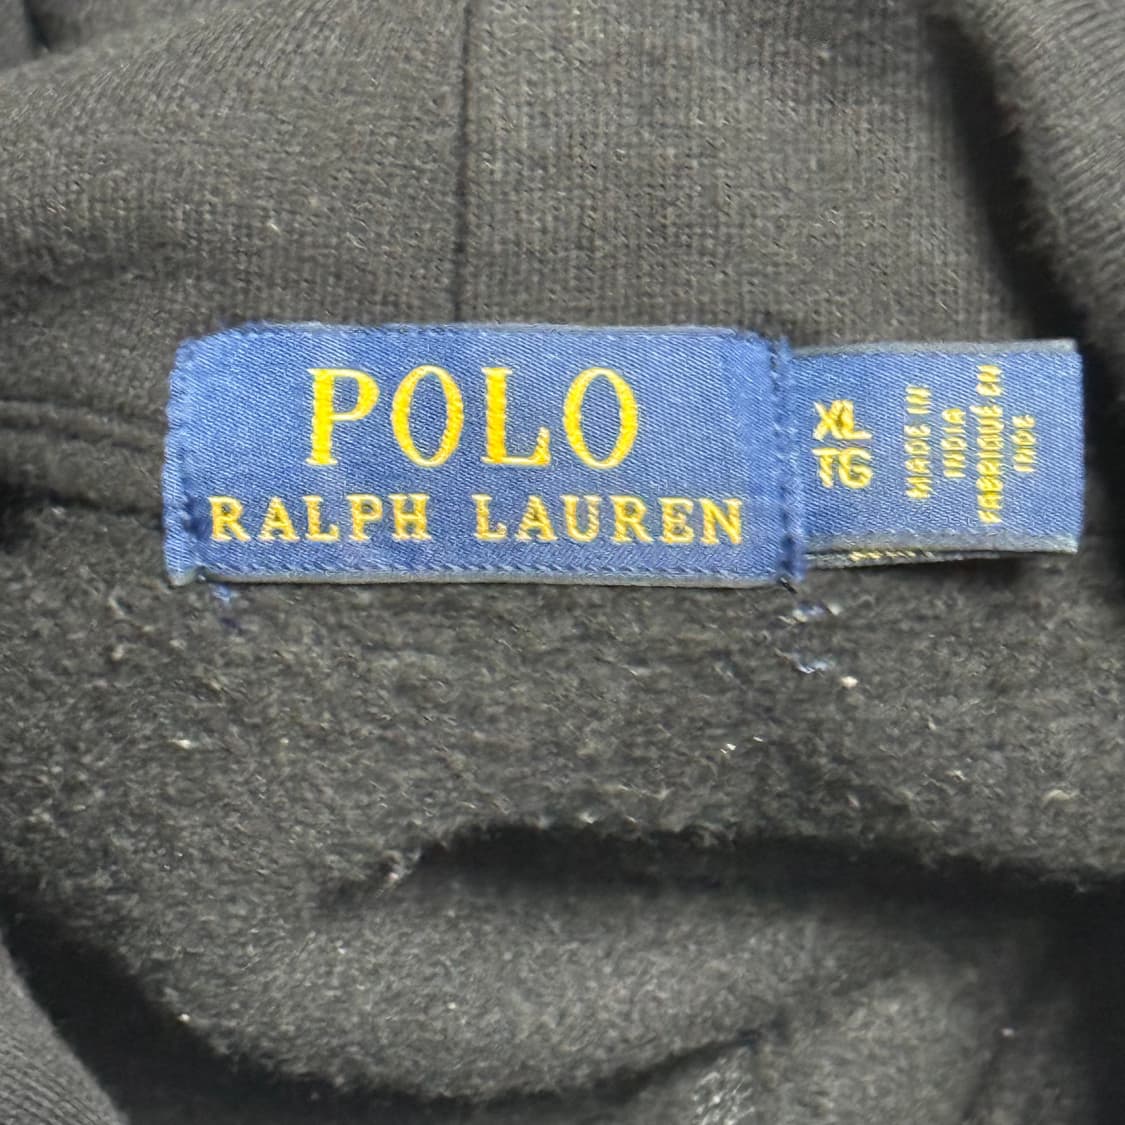 POLO
RALPH LAUREN
XL
TG
MADE IN
INDIA
FABRIQUÉ EN
INDE